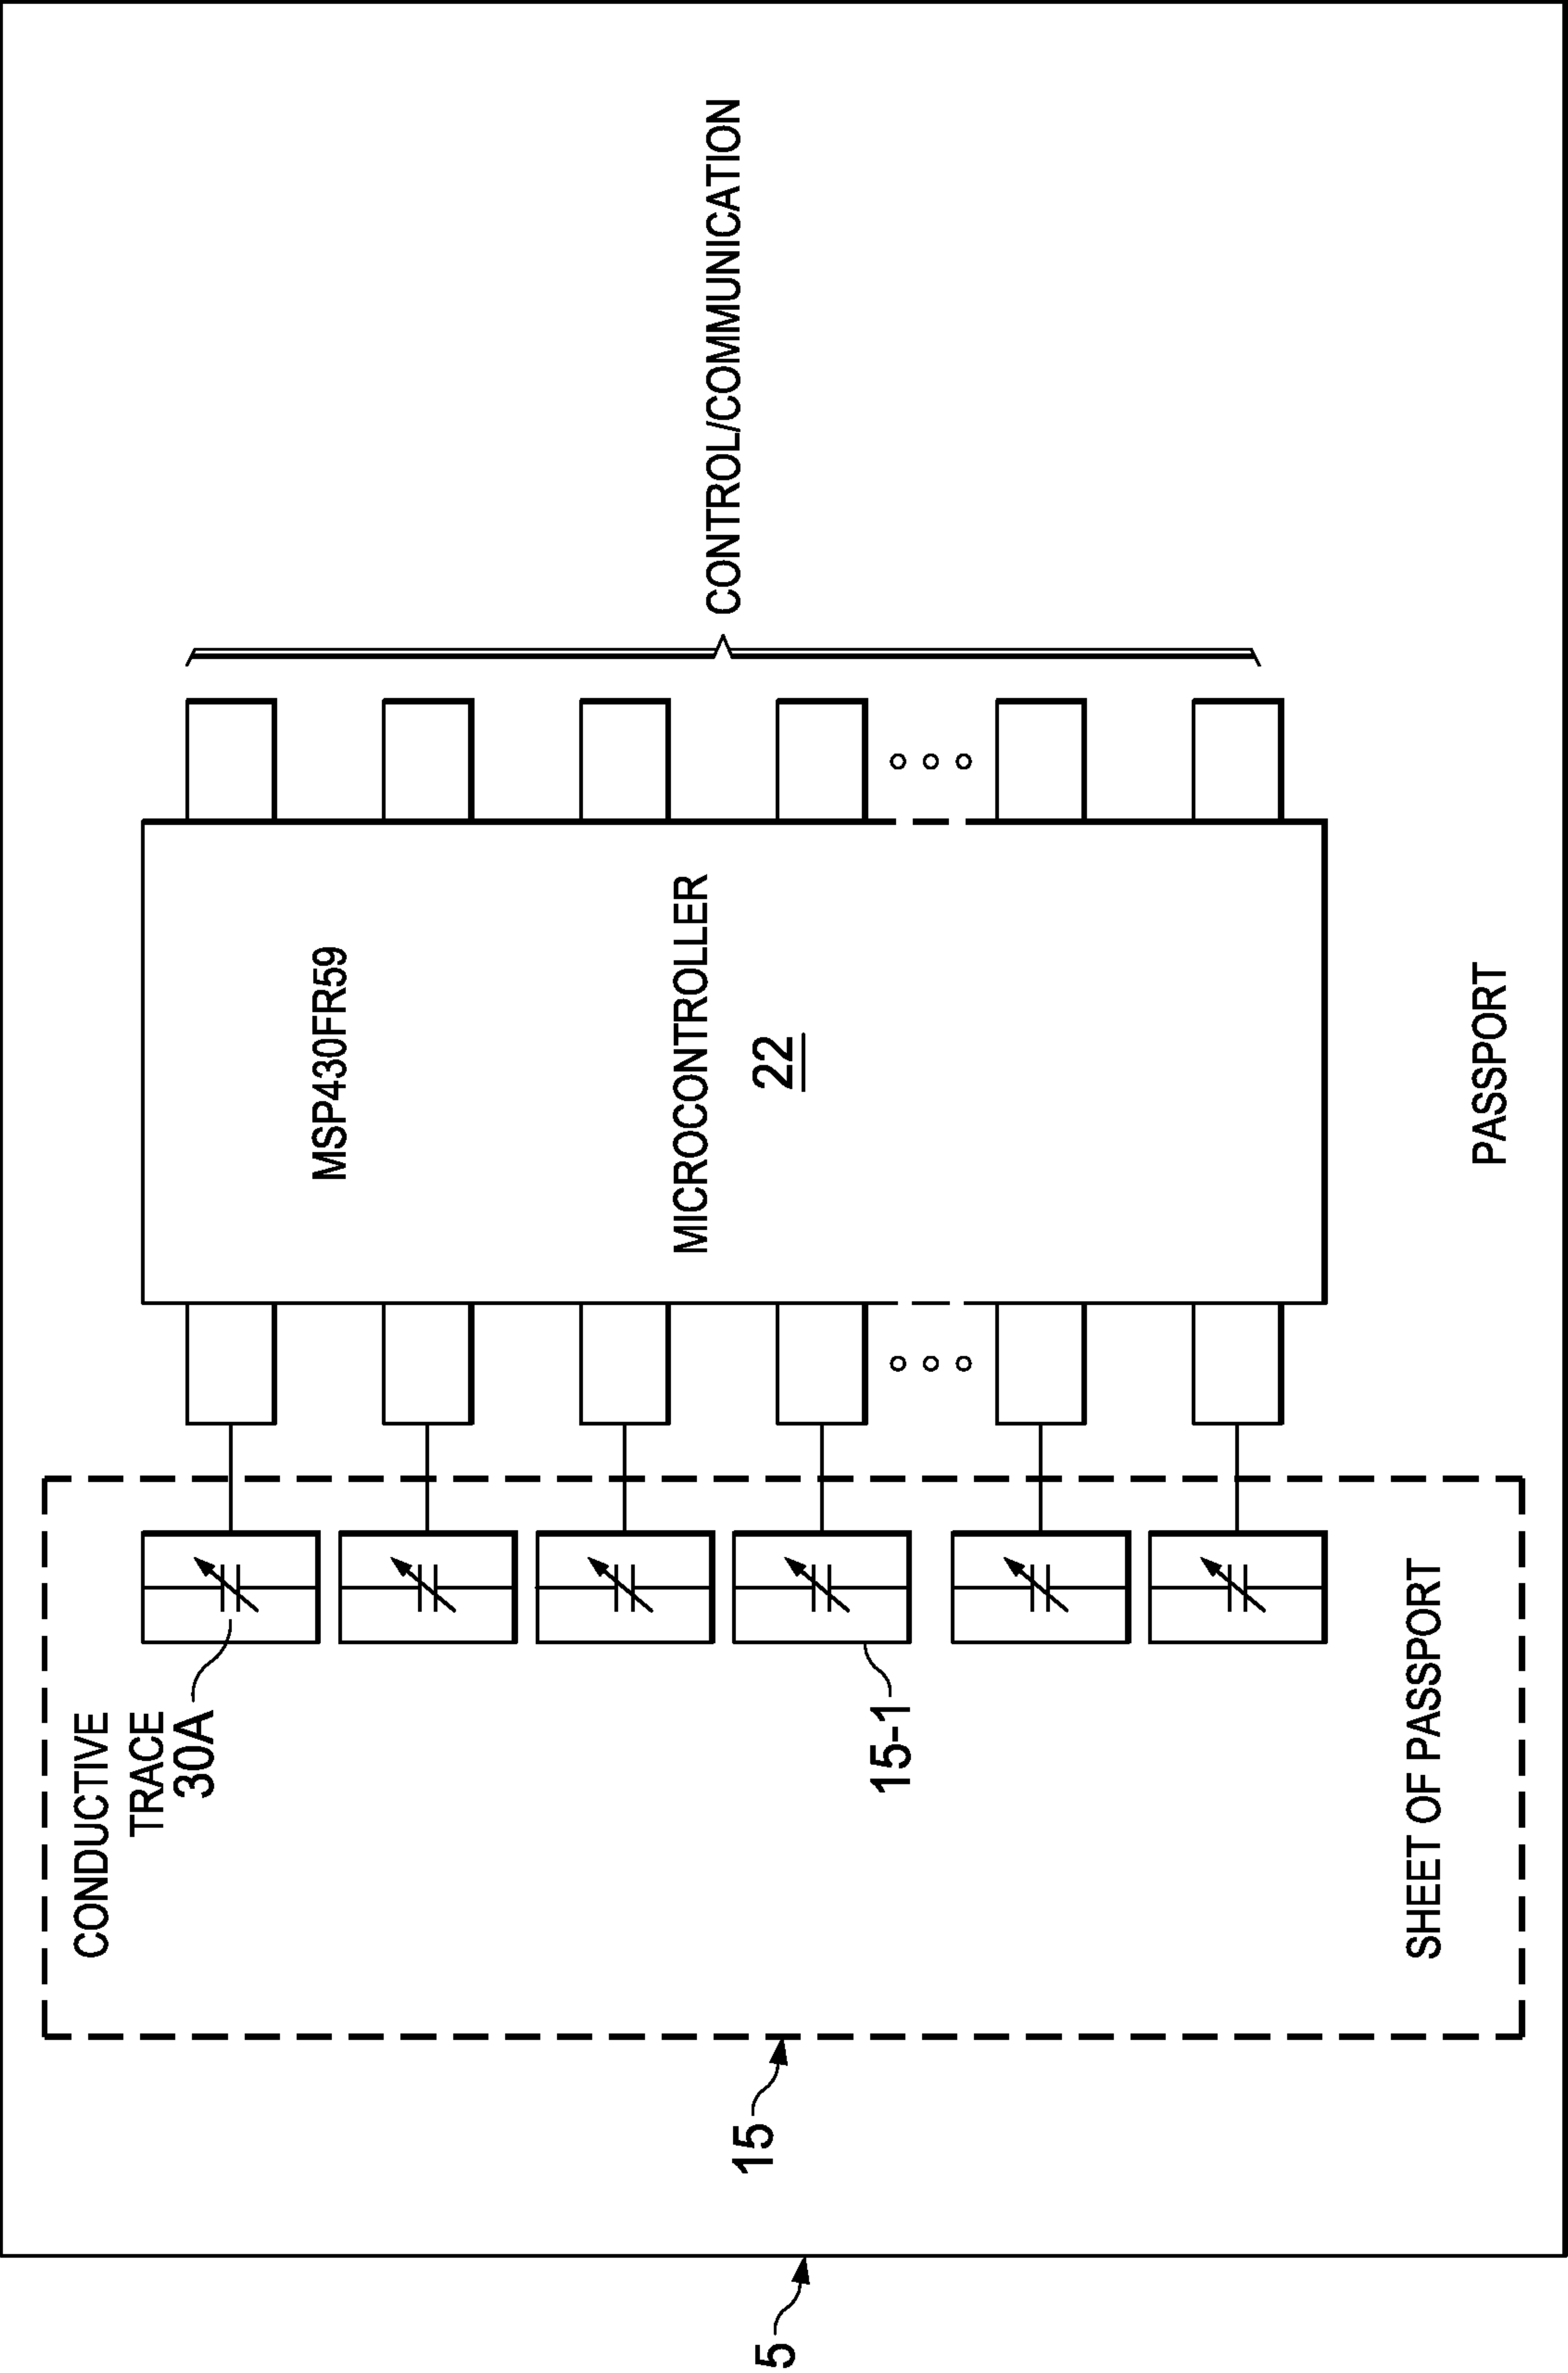 CONDUCTIVE
TRACE
30A
MSP430FR59
MICROCONTROLLER
22
CONTROL/COMMUNICATION
15-1
15
5
SHEET OF PASSPORT
PASSPORT